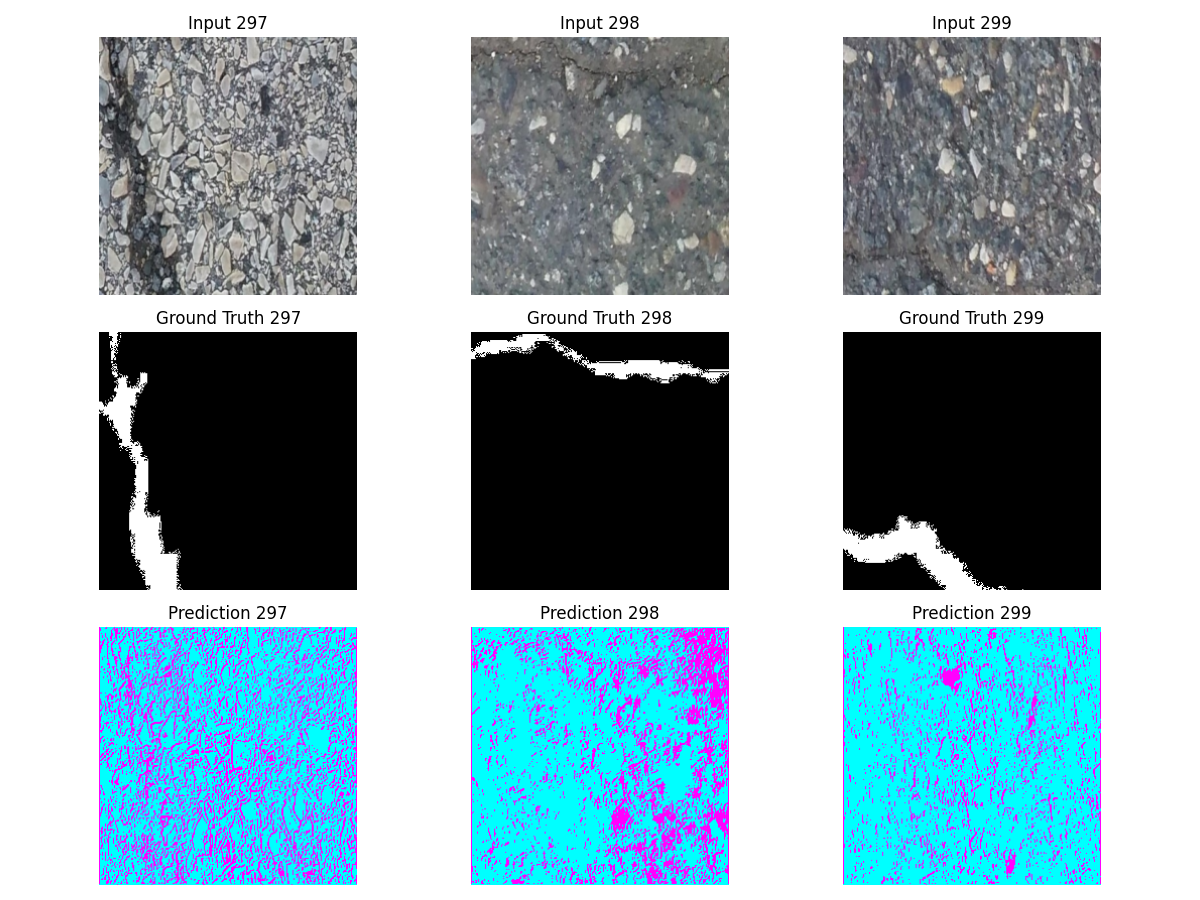 Input 297
Input 298
Input 299
Ground Truth 297
Ground Truth 298
Ground Truth 299
Prediction 297
Prediction 298
Prediction 299